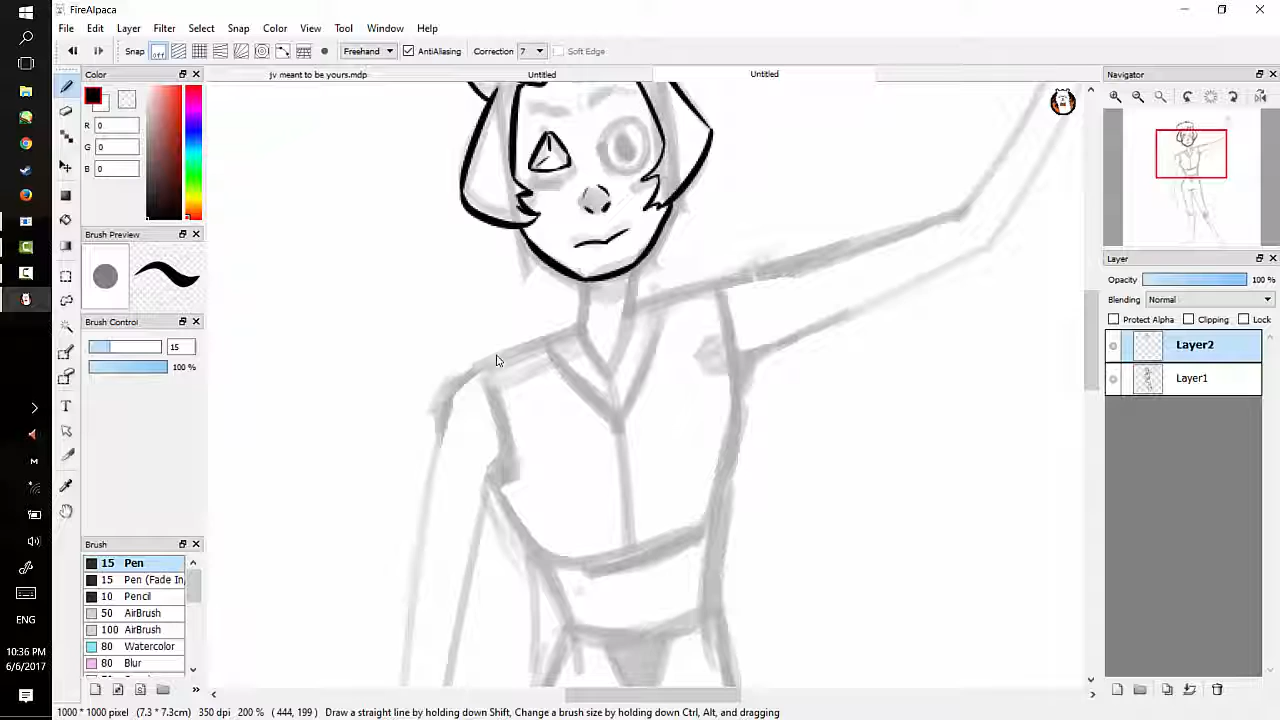 FireAlpaca
File Edit Layer Filter Select Snap Color View Tool Window Help
Snap off Freehand AntiAliasing Correction 7 Soft Edge
Color
jv meant to be yours.mdp Untitled Untitled
Navigator
R 0
G 0
B 0
Brush Preview
Layer
Opacity 100 %
Blending Normal
Protect Alpha Clipping Lock
Layer2
Layer1
Brush Control
15
100 %
Brush
15 Pen
15 Pen (Fade In,
10 Pencil
50 AirBrush
100 AirBrush
80 Watercolor
80 Blur
ENG
10:36 PM
6/6/2017
1000 * 1000 pixel (7.3 * 7.3cm) 350 dpi 200 % ( 444, 199 ) Draw a straight line by holding down Shift, Change a brush size by holding down Ctrl, Alt, and dragging